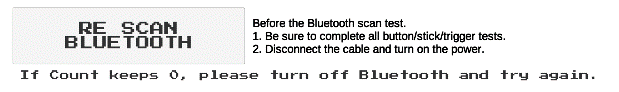 RE SCAN
BLUETOOTH
Before the Bluetooth scan test.
1. Be sure to complete all button/stick/trigger tests.
2. Disconnect the cable and turn on the power.
If Count keeps 0, please turn off Bluetooth and try again.